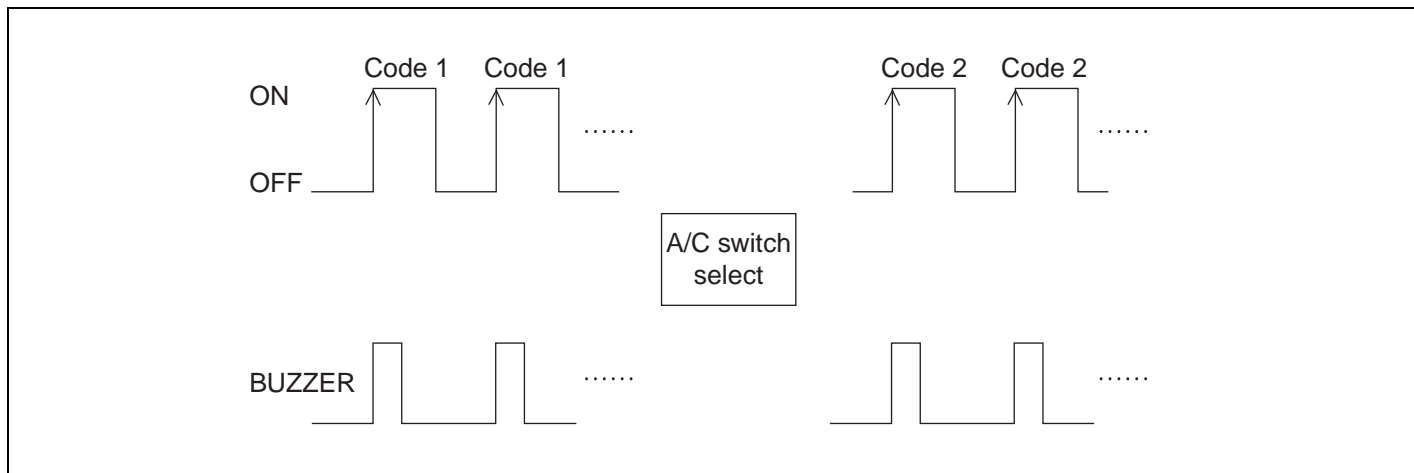 Code 1 Code 1 Code 2 Code 2
ON
......
......
OFF
A/C switch
select
BUZZER
......
......